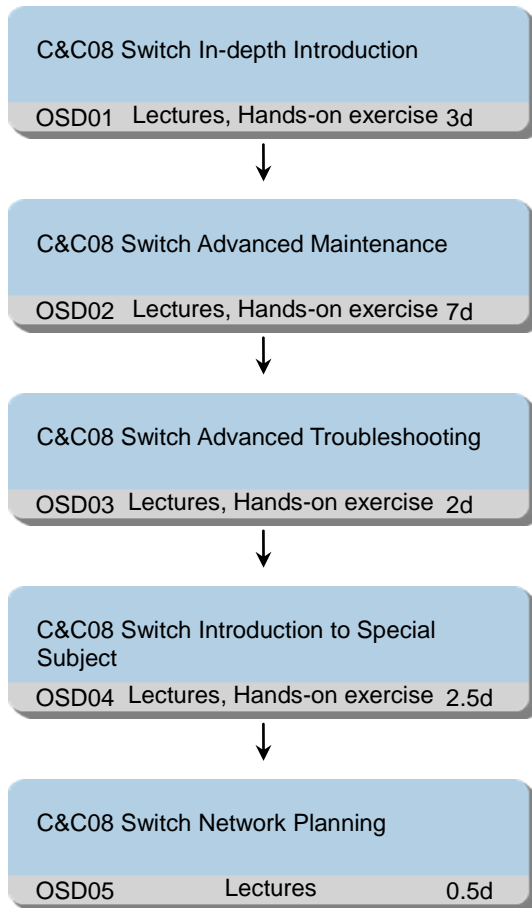 C&C08 Switch In-depth Introduction
OSD01 Lectures, Hands-on exercise 3d
C&C08 Switch Advanced Maintenance
OSD02 Lectures, Hands-on exercise 7d
C&C08 Switch Advanced Troubleshooting
OSD03 Lectures, Hands-on exercise 2d
C&C08 Switch Introduction to Special
Subject
OSD04 Lectures, Hands-on exercise 2.5d
C&C08 Switch Network Planning
OSD05 Lectures 0.5d